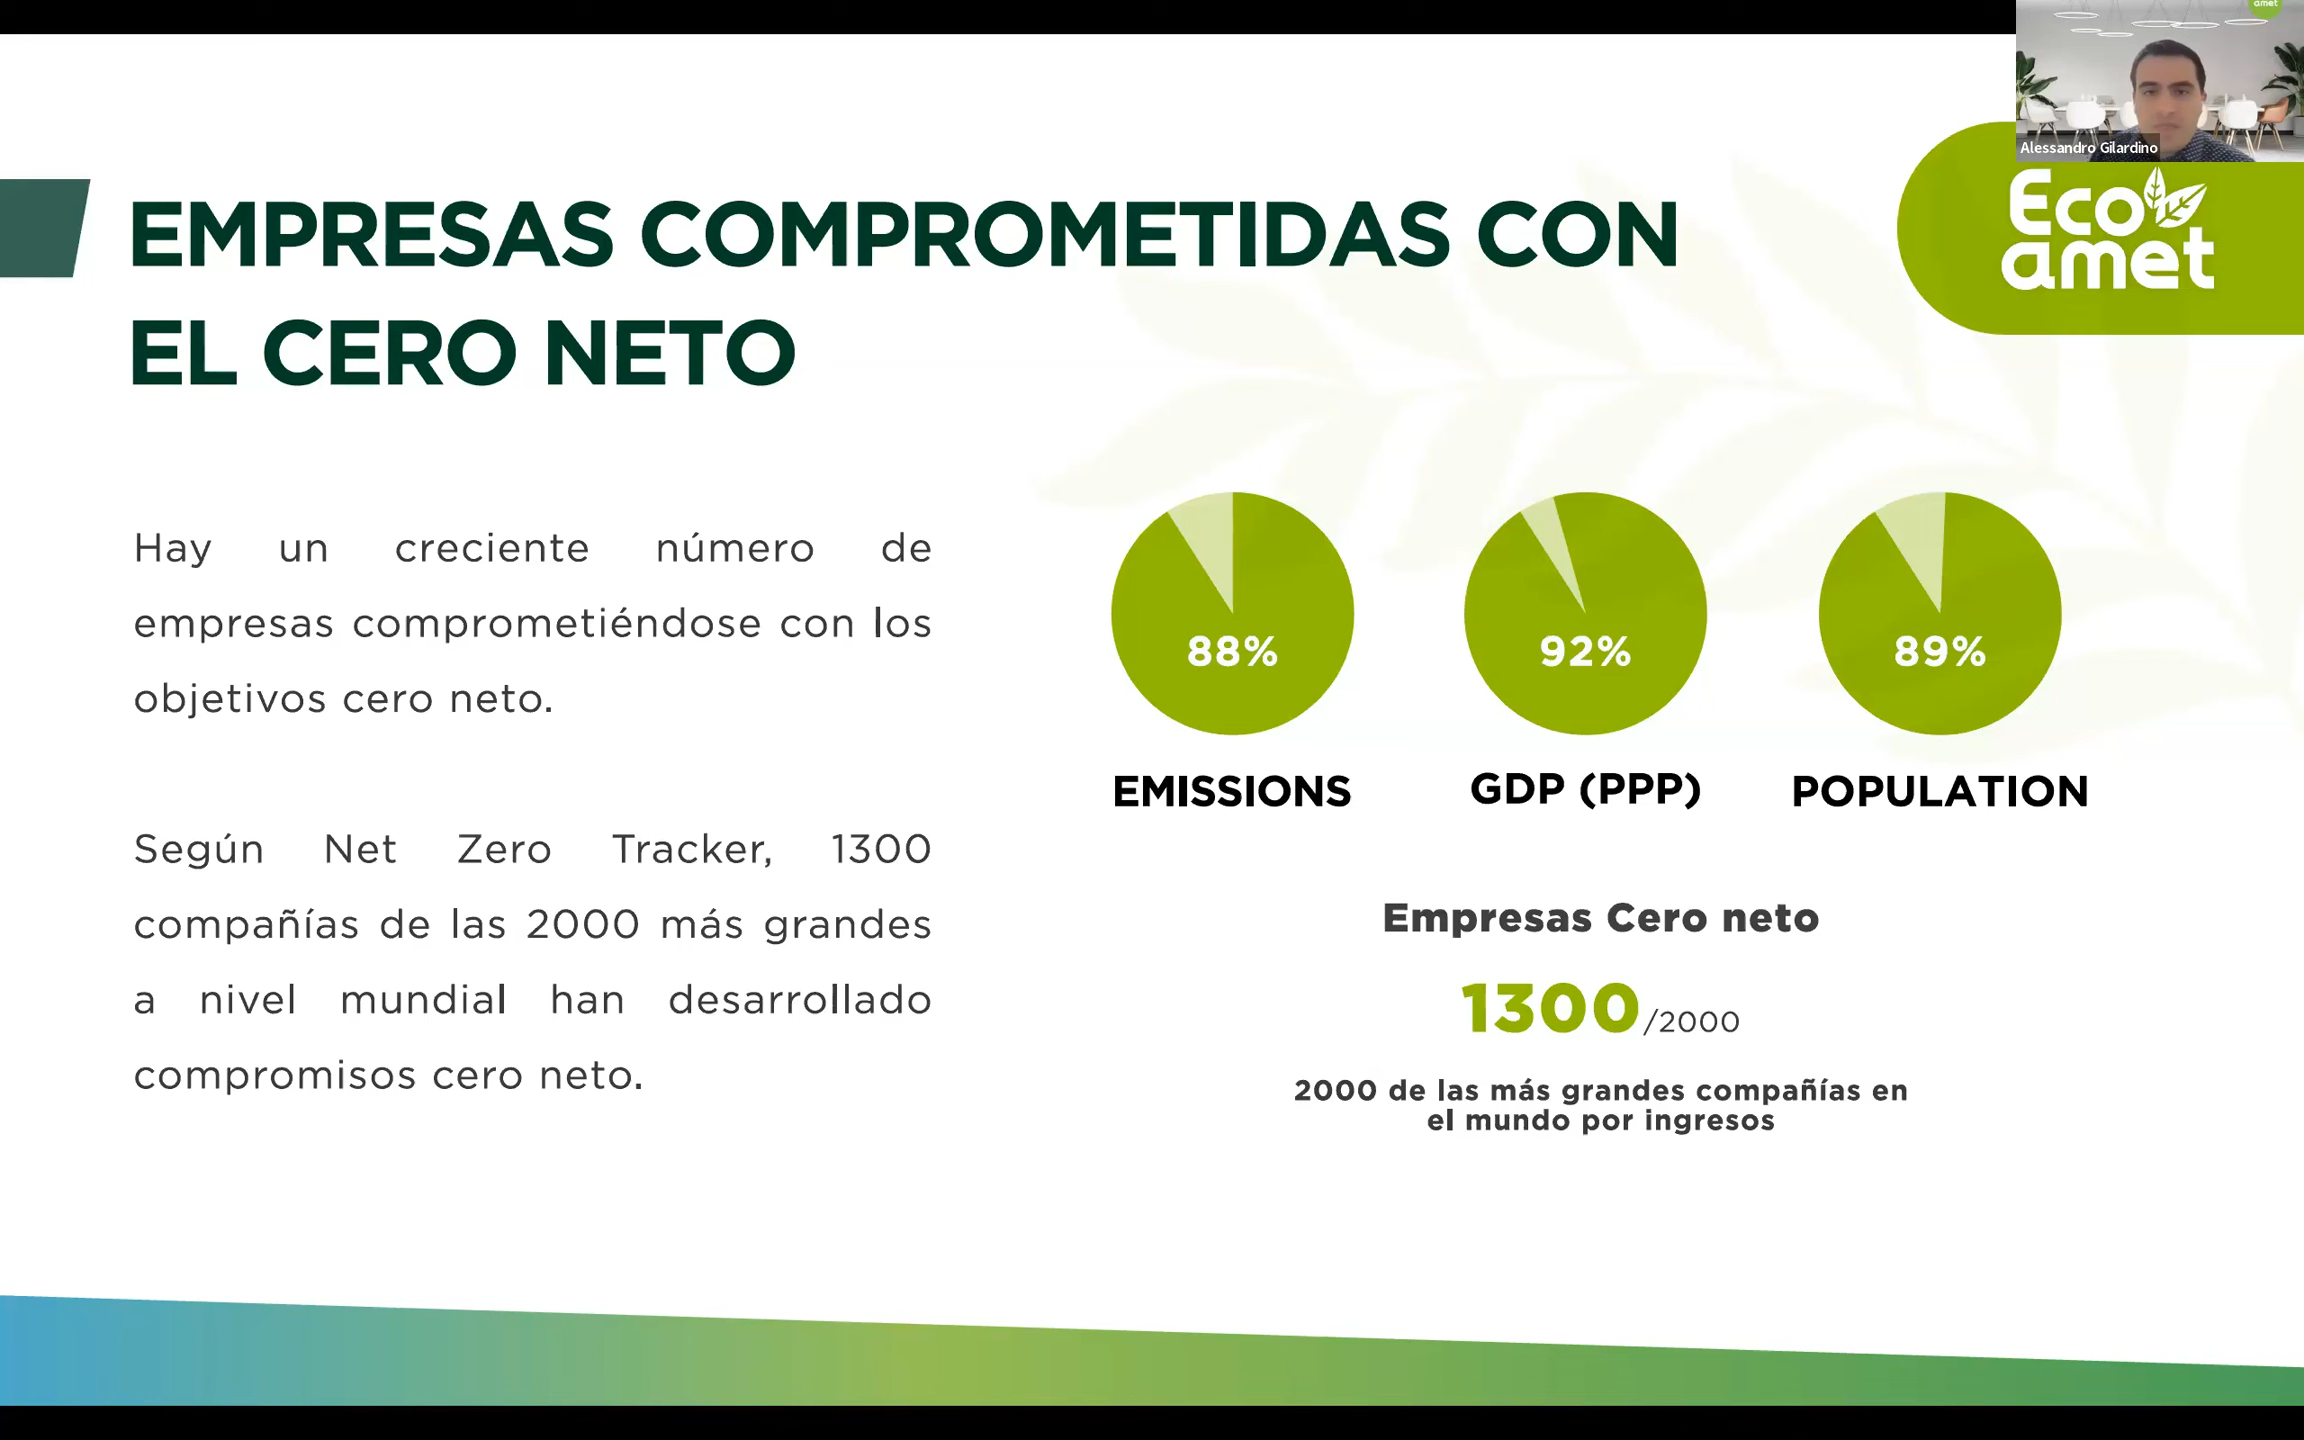 amet
Alessandro Gilardino
Eco
amet
EMPRESAS COMPROMETIDAS CON
EL CERO NETO
Hay un creciente número de
empresas comprometiéndose con los
objetivos cero neto.
Según Net Zero Tracker, 1300
compañías de las 2000 más grandes
a nivel mundial han desarrollado
compromisos cero neto.
88%
92%
89%
EMISSIONS
GDP (PPP)
POPULATION
Empresas Cero neto
1300/2000
2000 de las más grandes compañías en
el mundo por ingresos